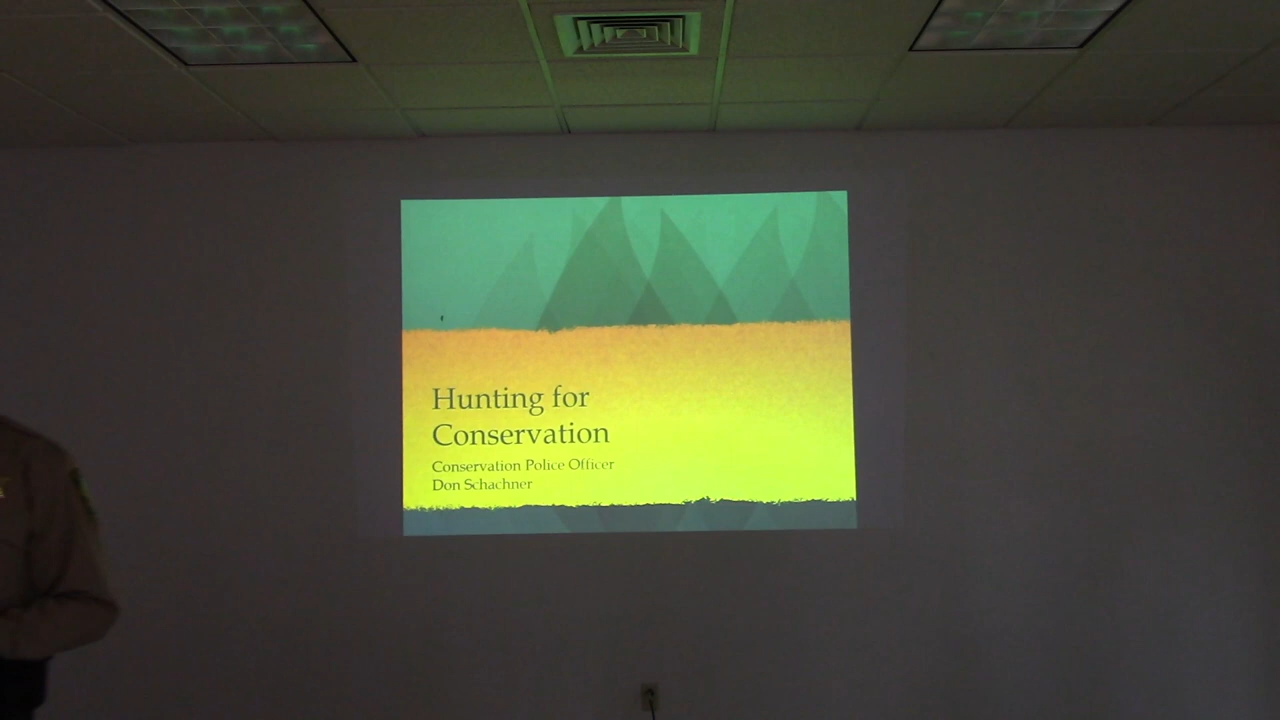 Hunting for
Conservation
Conservation Police Officer
Don Schachner